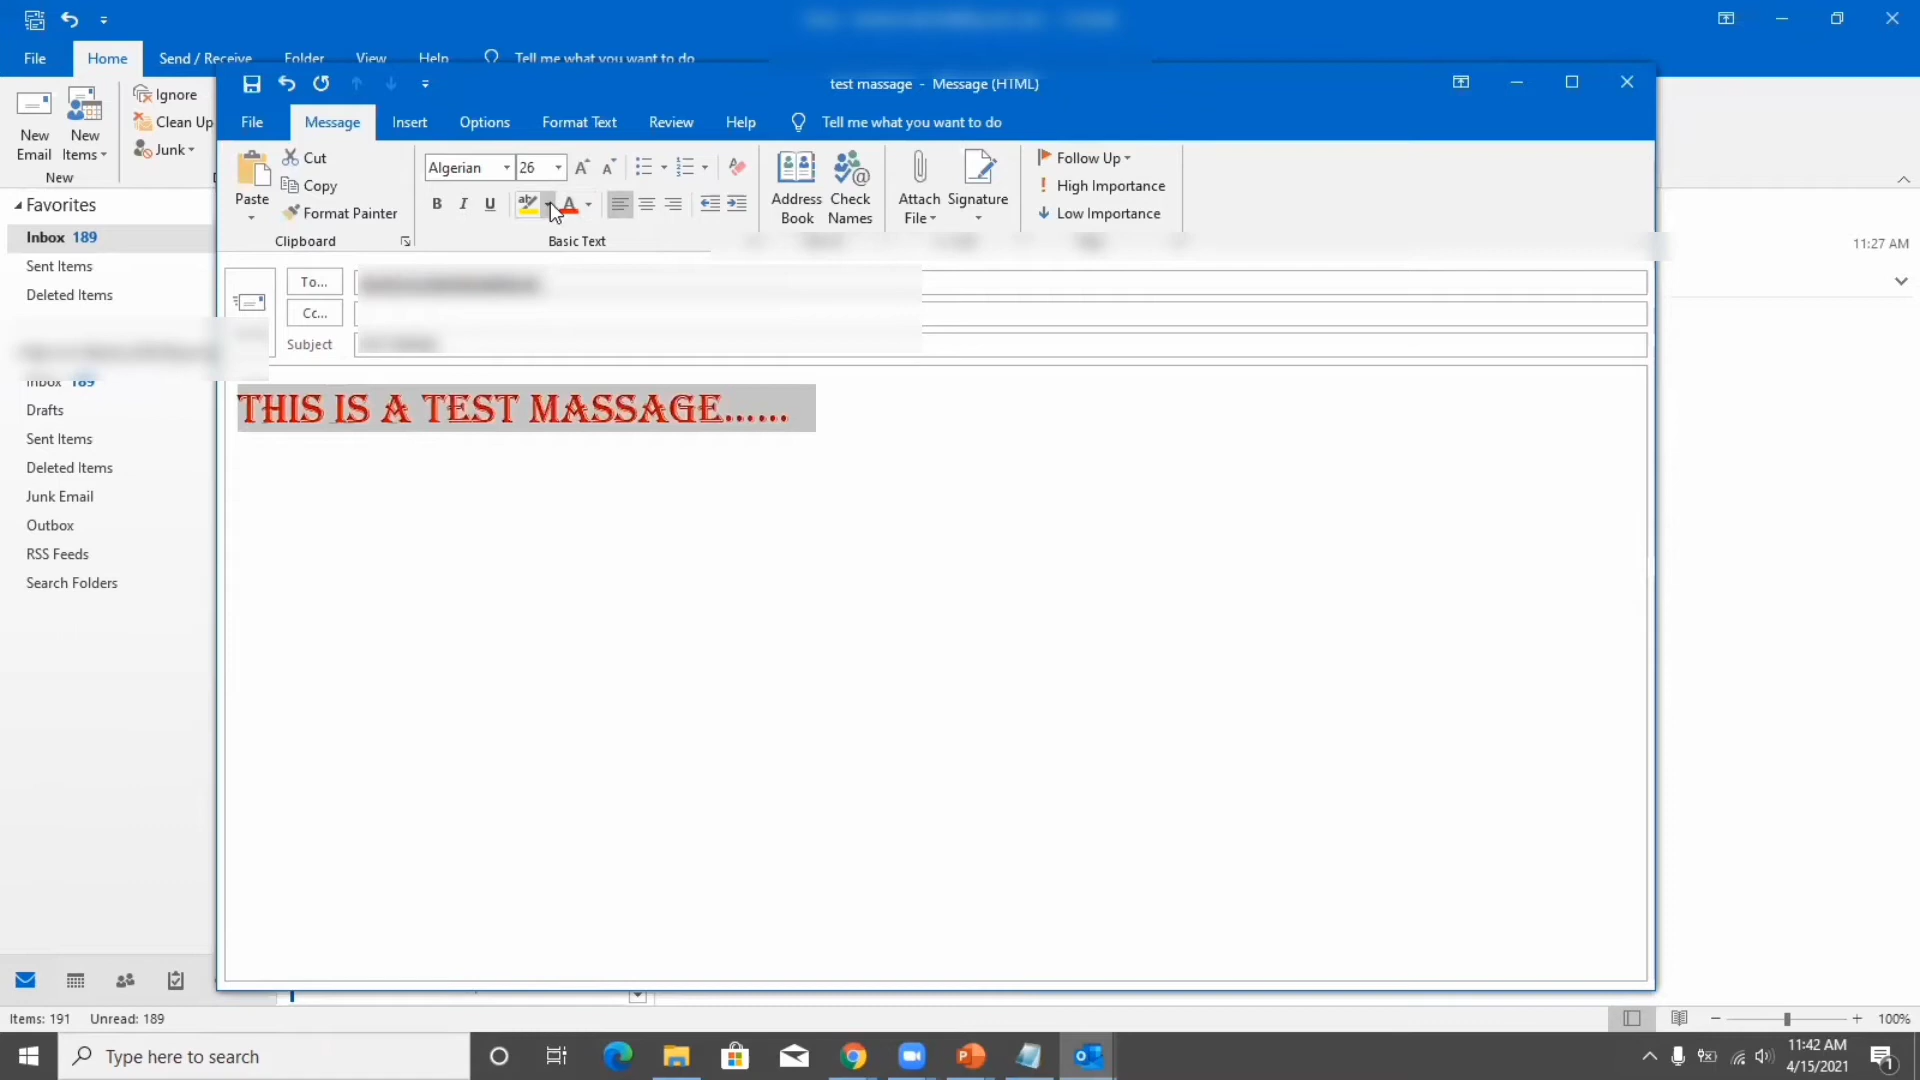 File Home Send / Receive Folder View Help Tell me what you want to do
test massage - Message (HTML)
File Message Insert Options Format Text Review Help Tell me what you want to do
New Email
New Items
Ignore
Clean Up
Junk
New
Paste
Cut
Copy
Format Painter
Clipboard
Algerian 26
B I U
Basic Text
Address Book
Check Names
Attach File
Signature
Follow Up
High Importance
Low Importance
Favorites
Inbox 189
Sent Items
Deleted Items
Inbox 189
Drafts
Sent Items
Deleted Items
Junk Email
Outbox
RSS Feeds
Search Folders
To...
Cc...
Subject
THIS IS A TEST MASSAGE......
11:27 AM
Items: 191 Unread: 189
100%
Type here to search
11:42 AM
4/15/2021
1